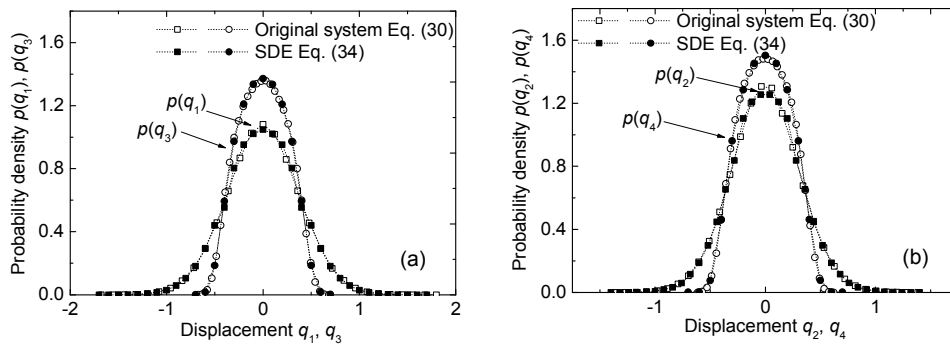 Original system Eq. (30)
SDE Eq. (34)
p(q1)
p(q3)
(a)
Probability density p(q1), p(q3)
1.8
1.2
0.6
0.0
-2
-1
0
1
2
Displacement q1, q3
Original system Eq. (30)
SDE Eq. (34)
p(q2)
p(q4)
(b)
Probability density p(q2), p(q4)
1.6
1.2
0.8
0.4
0.0
-1
0
1
Displacement q2, q4